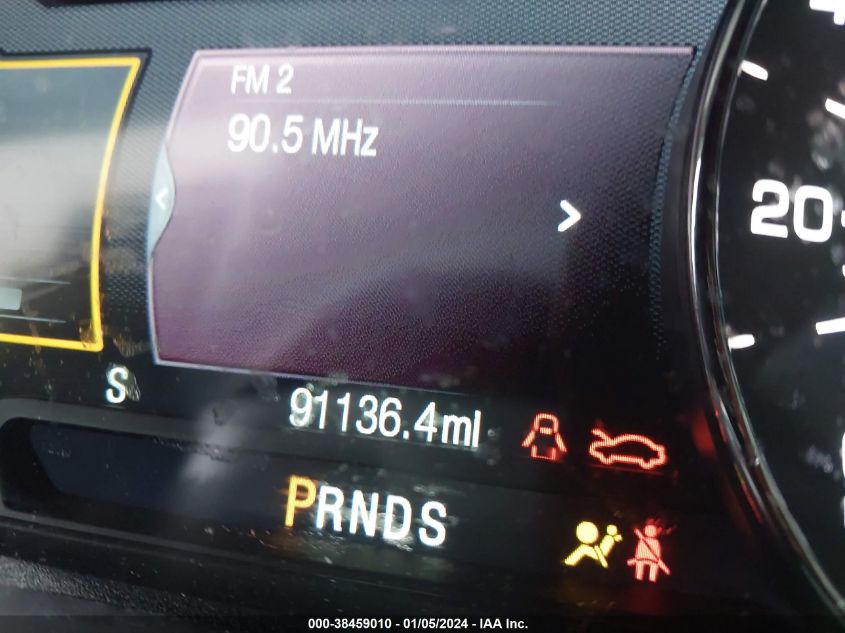 FM 2
90.5 MHz
20
S
91136.4mI
PRNDS
000-38459010 - 01/05/2024 - IAA Inc.